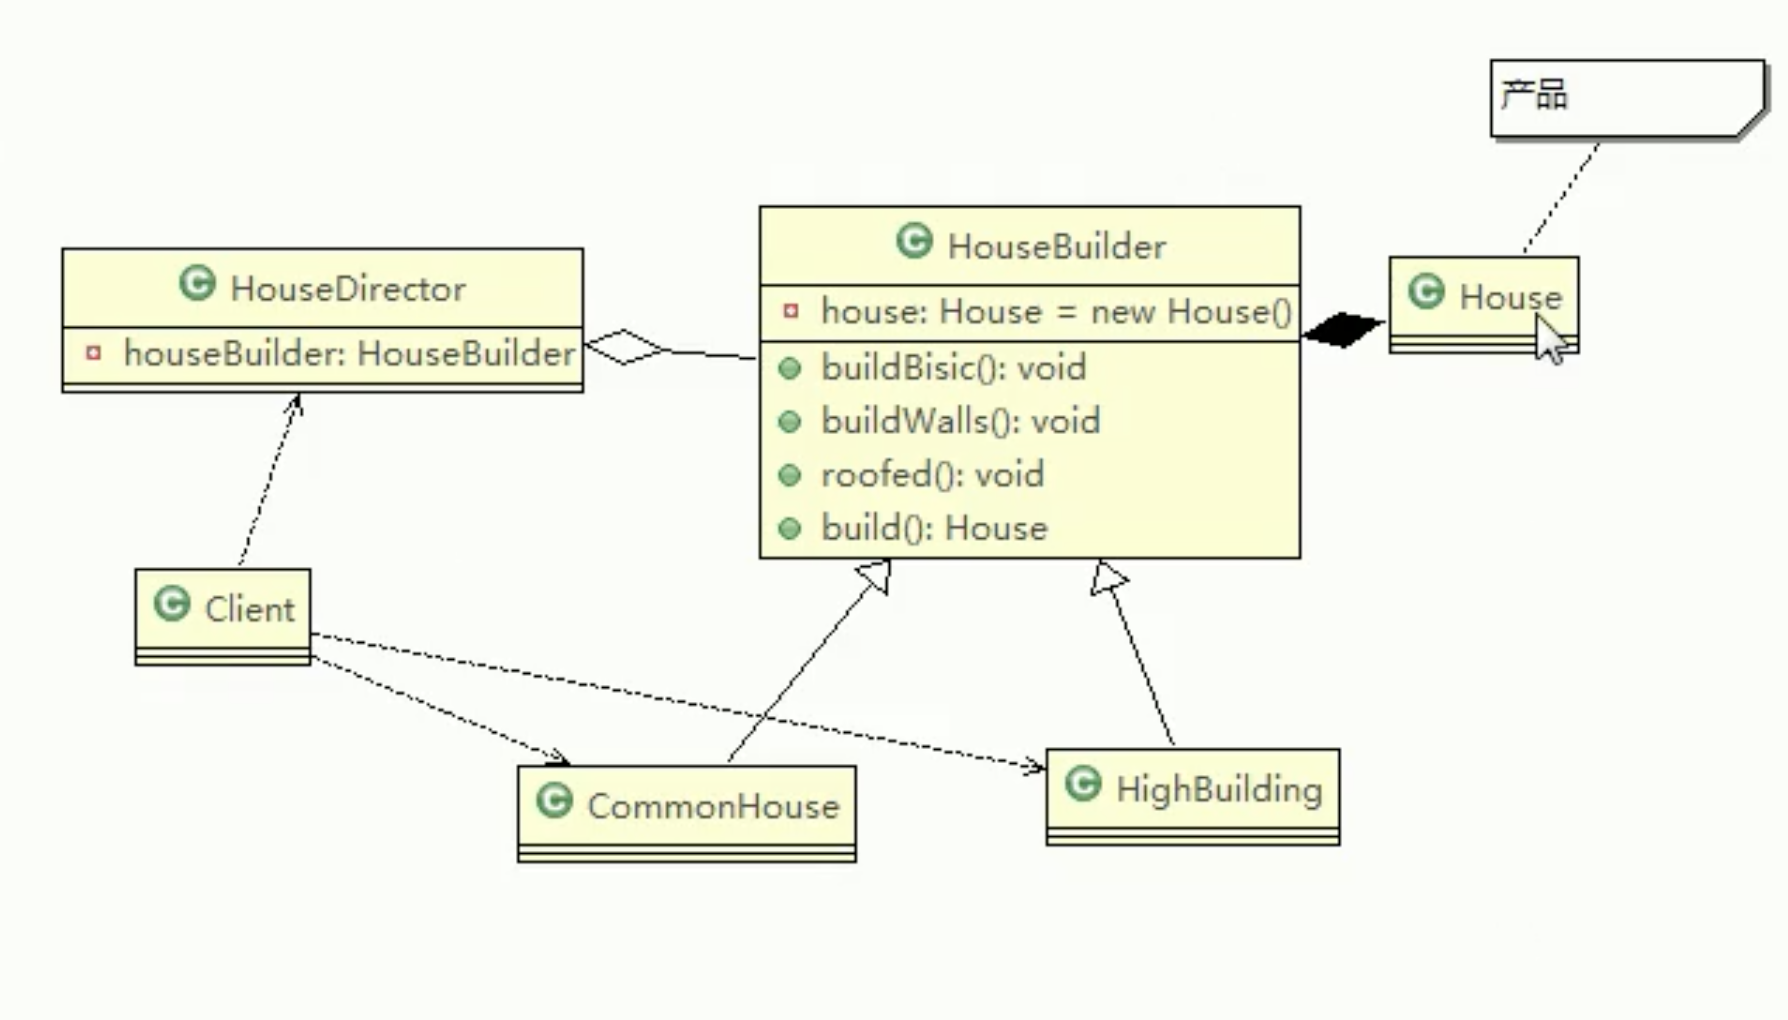 产品
HouseDirector
houseBuilder: HouseBuilder
HouseBuilder
house: House = new House()
buildBisic(): void
buildWalls(): void
roofed(): void
build(): House
House
Client
CommonHouse
HighBuilding